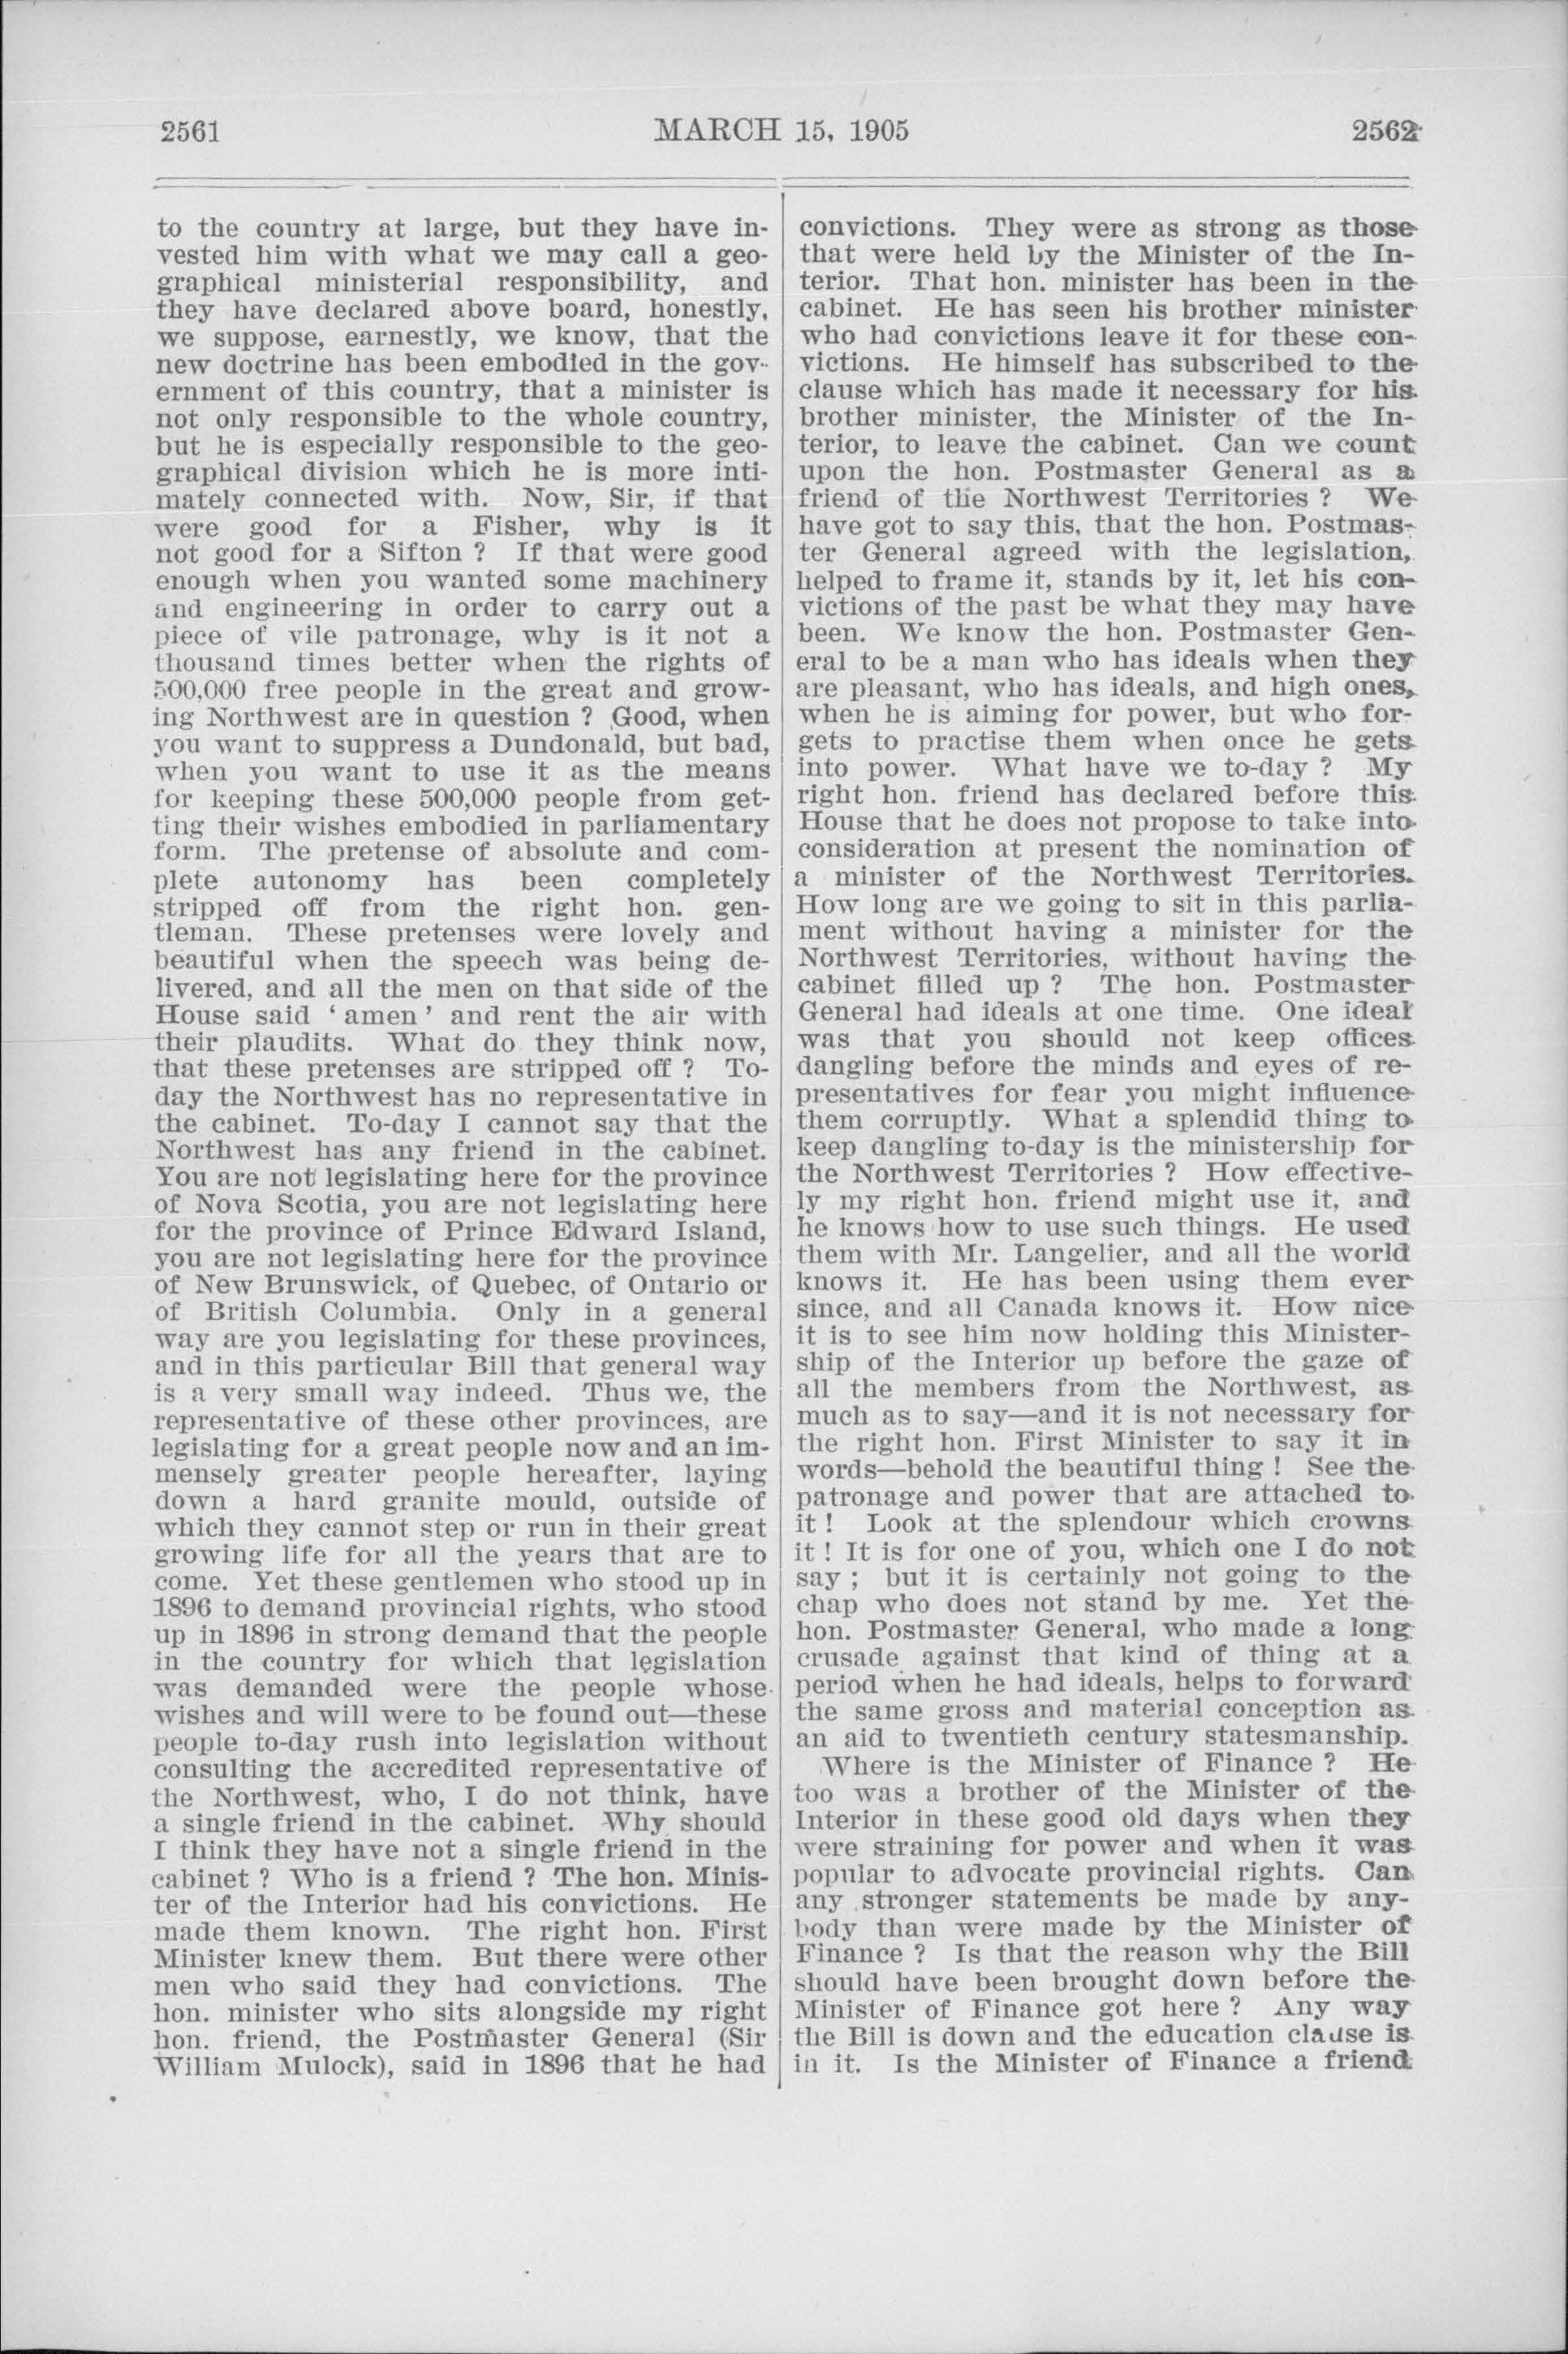 2561
MARCH 15, 1905
2562
to the country at large, but they have in-
vested him with what we may call a geo-
graphical ministerial responsibility, and
they have declared above board, honestly,
we suppose, earnestly, we know, that the
new doctrine has been embodied in the gov-
ernment of this country, that a minister is
not only responsible to the whole country,
but he is especially responsible to the geo-
graphical division which he is more inti-
mately connected with. Now, Sir, if that
were good for a Fisher, why is it
not good for a Sifton ? If that were good
enough when you wanted some machinery
and engineering in order to carry out a
piece of vile patronage, why is it not a
thousand times better when the rights of
500,000 free people in the great and grow-
ing Northwest are in question ? Good, when
you want to suppress a Dundonald, but bad,
when you want to use it as the means
for keeping these 500,000 people from get-
ting their wishes embodied in parliamentary
form. The pretense of absolute and com-
plete autonomy has been completely
stripped off from the right hon. gen-
tleman. These pretenses were lovely and
beautiful when the speech was being de-
livered, and all the men on that side of the
House said ‘ amen ’ and rent the air with
their plaudits. What do they think now,
that these pretenses are stripped off ? To-
day the Northwest has no representative in
the cabinet. To-day I cannot say that the
Northwest has any friend in the cabinet.
You are not legislating here for the province
of Nova Scotia, you are not legislating here
for the province of Prince Edward Island,
you are not legislating here for the province
of New Brunswick, of Quebec, of Ontario or
of British Columbia. Only in a general
way are you legislating for these provinces,
and in this particular Bill that general way
is a very small way indeed. Thus we, the
representative of these other provinces, are
legislating for a great people now and an im-
mensely greater people hereafter, laying
down a hard granite mould, outside of
which they cannot step or run in their great
growing life for all the years that are to
come. Yet these gentlemen who stood up in
1896 to demand provincial rights, who stood
up in 1896 in strong demand that the people
in the country for which that legislation
was demanded were the people whose
wishes and will were to be found out—these
people to-day rush into legislation without
consulting the accredited representative of
the Northwest, who, I do not think, have
a single friend in the cabinet. Why should
I think they have not a single friend in the
cabinet ? Who is a friend ? The hon. Minis-
ter of the Interior had his convictions. He
made them known. The right hon. First
Minister knew them. But there were other
men who said they had convictions. The
hon. minister who sits alongside my right
hon. friend, the Postmaster General (Sir
William Mulock), said in 1896 that he had
convictions. They were as strong as those
that were held by the Minister of the In-
terior. That hon. minister has been in the
cabinet. He has seen his brother minister
who had convictions leave it for these con-
victions. He himself has subscribed to the
clause which has made it necessary for his
brother minister, the Minister of the In-
terior, to leave the cabinet. Can we count
upon the hon. Postmaster General as a
friend of the Northwest Territories ? We
have got to say this, that the hon. Postmas-
ter General agreed with the legislation,
helped to frame it, stands by it, let his con-
victions of the past be what they may have
been. We know the hon. Postmaster Gen-
eral to be a man who has ideals when they
are pleasant, who has ideals, and high ones,
when he is aiming for power, but who for-
gets to practise them when once he gets
into power. What have we to-day ? My
right hon. friend has declared before this
House that he does not propose to take into
consideration at present the nomination of
a minister of the Northwest Territories.
How long are we going to sit in this parlia-
ment without having a minister for the
Northwest Territories, without having the
cabinet filled up ? The hon. Postmaster
General had ideals at one time. One ideal
was that you should not keep offices
dangling before the minds and eyes of re-
presentatives for fear you might influence
them corruptly. What a splendid thing to
keep dangling to-day is the ministership for
the Northwest Territories ? How effective-
ly my right hon. friend might use it, and
he knows how to use such things. He used
them with Mr. Langelier, and all the world
knows it. He has been using them ever
since, and all Canada knows it. How nice
it is to see him now holding this Minister-
ship of the Interior up before the gaze of
all the members from the Northwest, as
much as to say—and it is not necessary for
the right hon. First Minister to say it in
words—behold the beautiful thing ! See the
patronage and power that are attached to
it ! Look at the splendour which crowns
it ! It is for one of you, which one I do not
say ; but it is certainly not going to the
chap who does not stand by me. Yet the
hon. Postmaster General, who made a long
crusade against that kind of thing at a
period when he had ideals, helps to forward
the same gross and material conception as
an aid to twentieth century statesmanship.
Where is the Minister of Finance ? He
too was a brother of the Minister of the
Interior in these good old days when they
were straining for power and when it was
popular to advocate provincial rights. Can
any stronger statements be made by any-
body than were made by the Minister of
Finance ? Is that the reason why the Bill
should have been brought down before the
Minister of Finance got here ? Any way
the Bill is down and the education clause is
in it. Is the Minister of Finance a friend